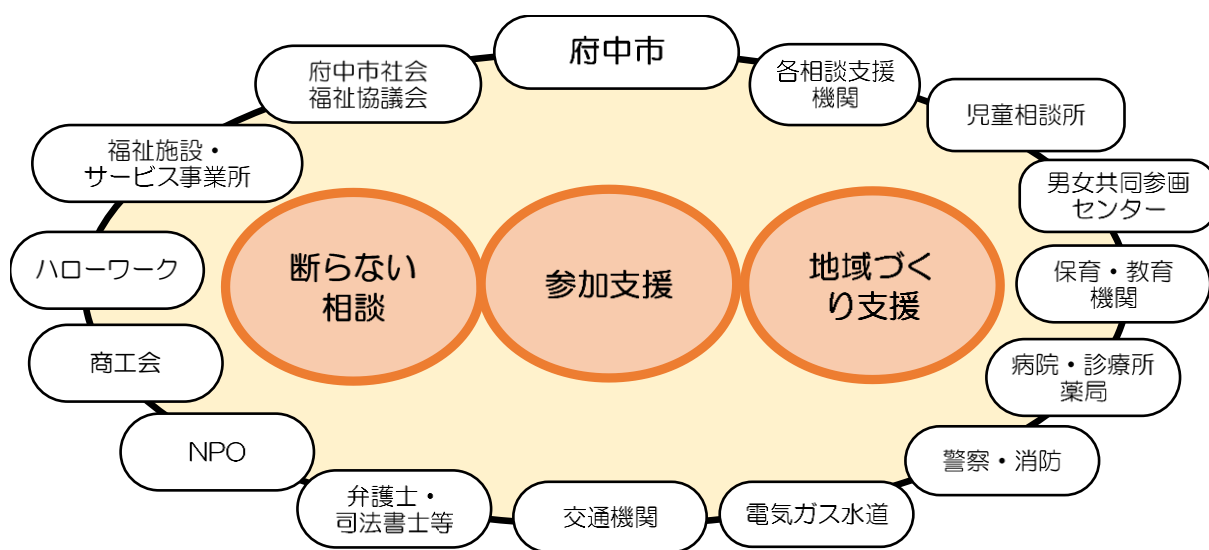 府中市
府中市社会
福祉協議会
各相談支援
機関
児童相談所
福祉施設・
サービス事業所
男女共同参画
センター
ハローワーク
断らない
相談
参加支援
地域づく
り支援
保育・教育
機関
商工会
病院・診療所
薬局
NPO
警察・消防
弁護士・
司法書士等
交通機関
電気ガス水道